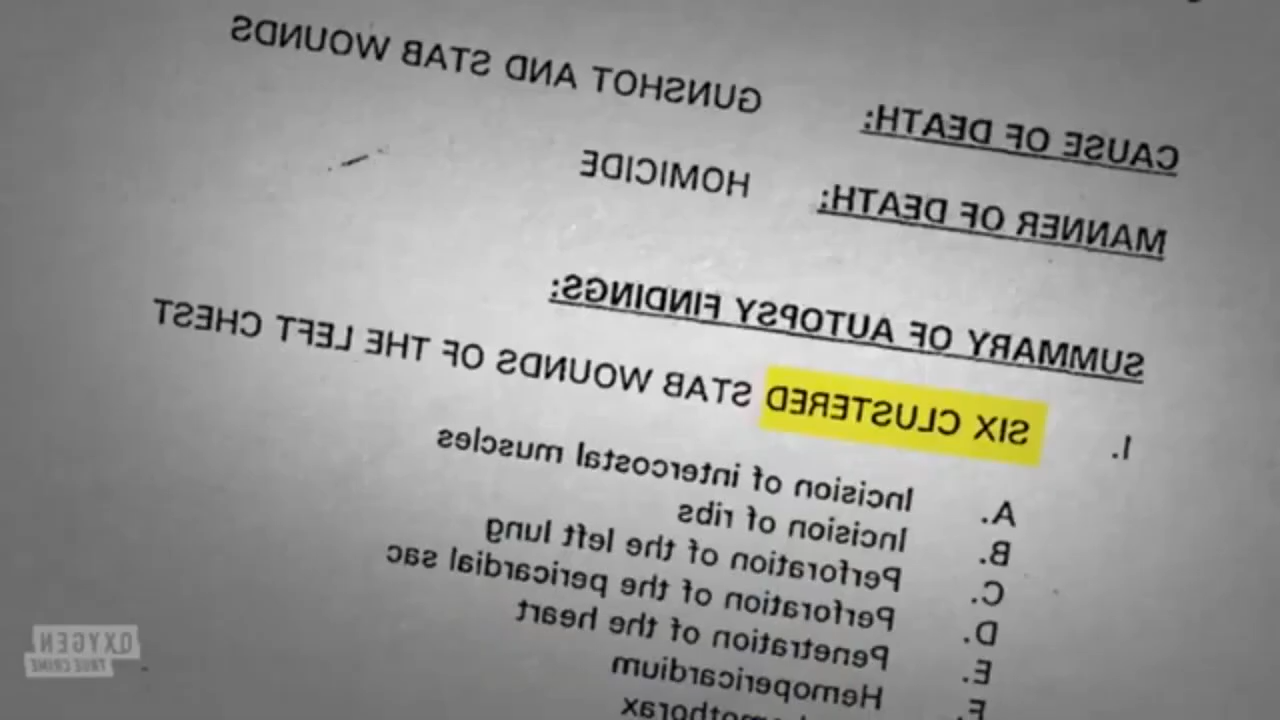 CAUSE OF DEATH: GUNSHOT AND STAB WOUNDS
MANNER OF DEATH: HOMICIDE
SUMMARY OF AUTOPSY FINDINGS:
I. SIX CLUSTERED STAB WOUNDS OF THE LEFT CHEST
A. Incision of intercostal muscles
B. Incision of ribs
C. Perforation of the left lung
D. Perforation of the pericardial sac
E. Penetration of the heart
F. Hemopericardium
OXYGEN
TRUE CRIME